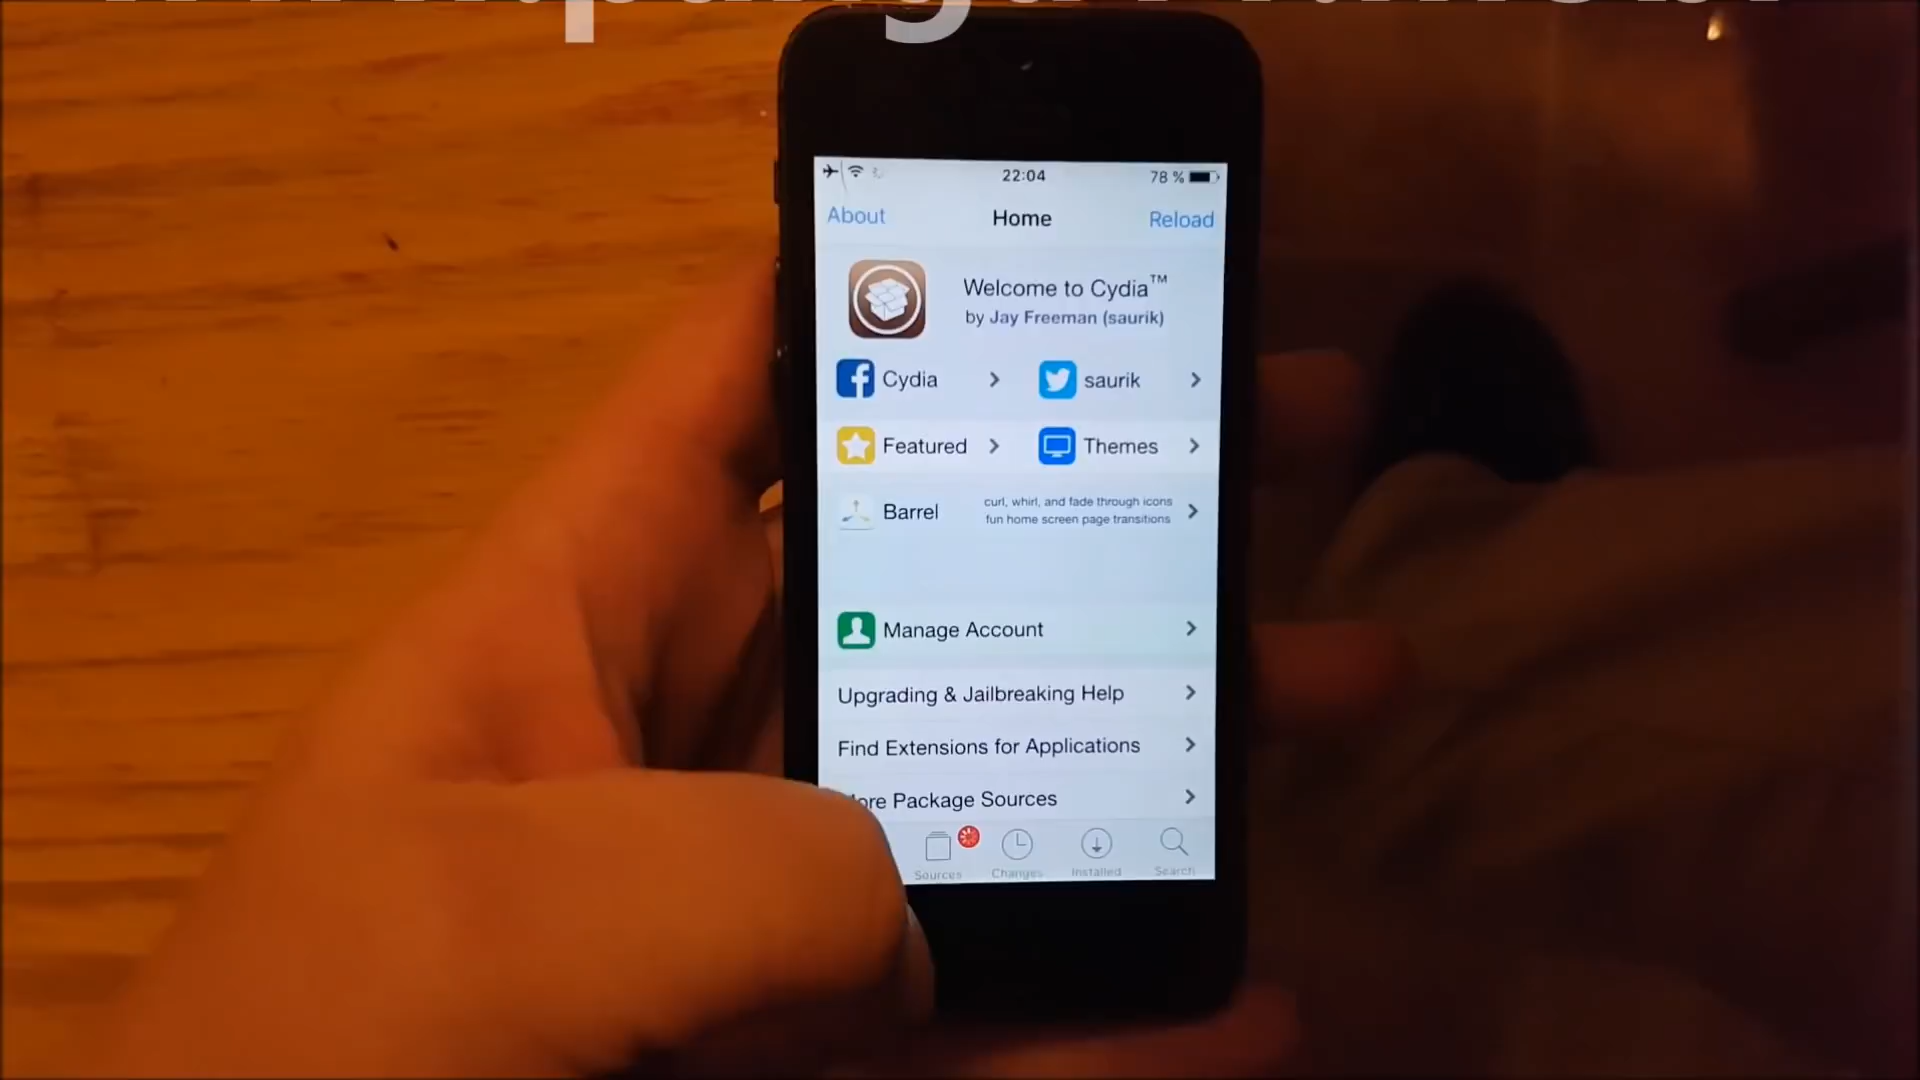 22:04
78 %
About
Home
Reload
Welcome to Cydia™
by Jay Freeman (saurik)
Cydia
saurik
Featured
Themes
Barrel
curl, whirl, and fade through icons
fun home screen page transitions
Manage Account
Upgrading & Jailbreaking Help
Find Extensions for Applications
Package Sources
Sources
Changes
Installed
Search